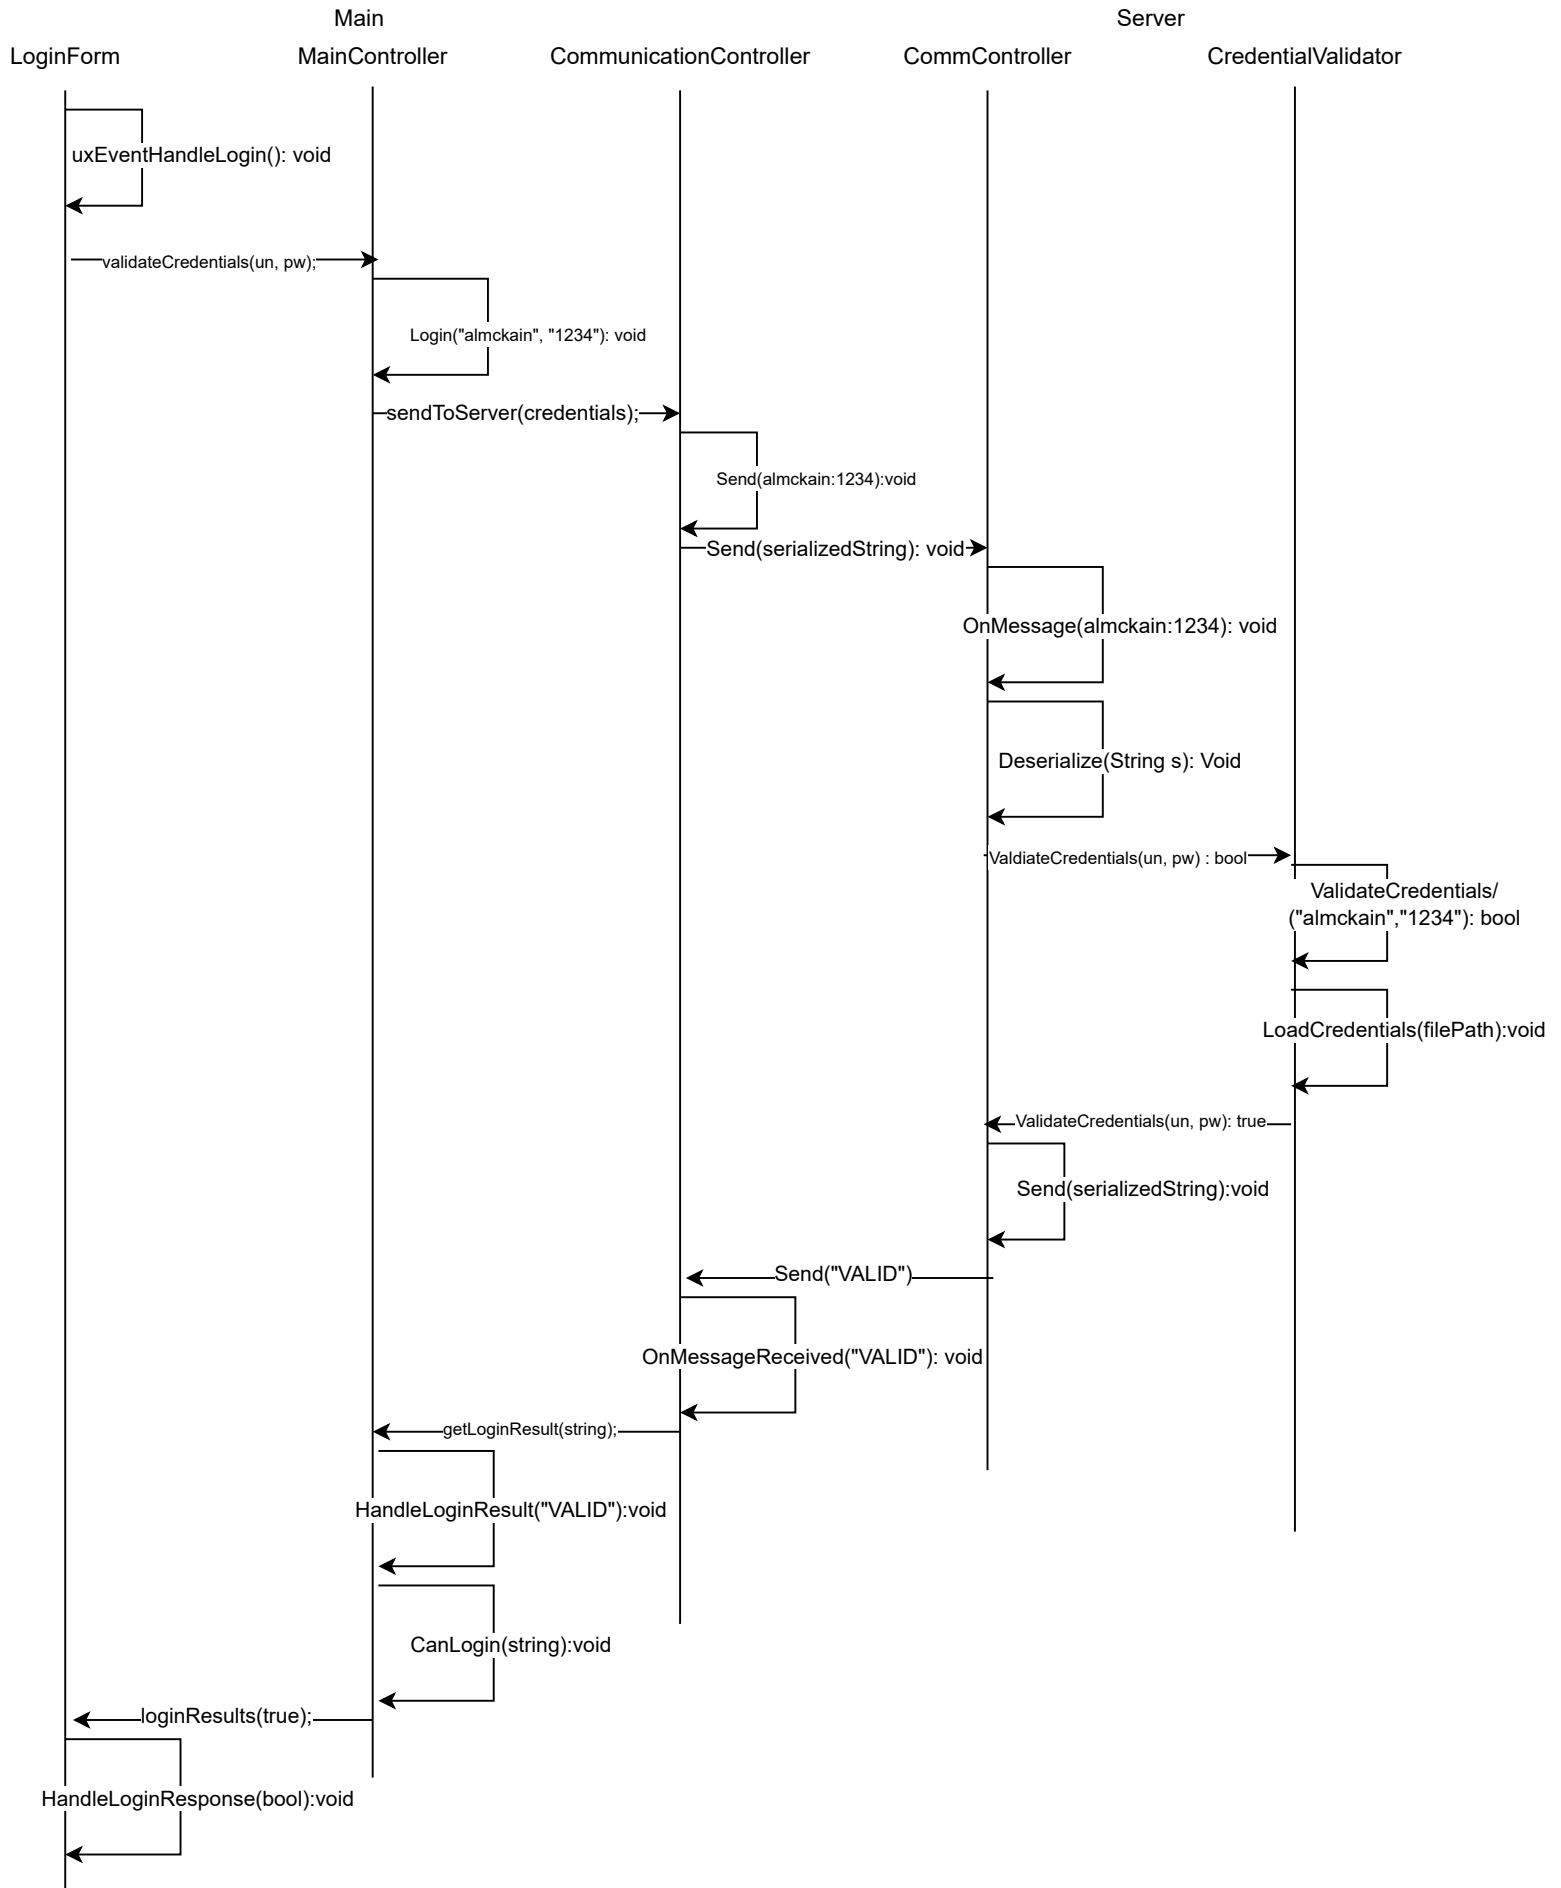 Main
Server
LoginForm
MainController
CommunicationController
CommController
CredentialValidator
uxEventHandleLogin(): void
validateCredentials(un, pw);
Login("almckain", "1234"): void
sendToServer(credentials);
Send(almckain:1234):void
Send(serializedString): void
OnMessage(almckain:1234): void
Deserialize(String s): Void
ValdiateCredentials(un, pw) : bool
ValidateCredentials/
("almckain","1234"): bool
LoadCredentials(filePath):void
ValidateCredentials(un, pw): true
Send(serializedString):void
Send("VALID")
OnMessageReceived("VALID"): void
getLoginResult(string);
HandleLoginResult("VALID"):void
CanLogin(string):void
loginResults(true);
HandleLoginResponse(bool):void